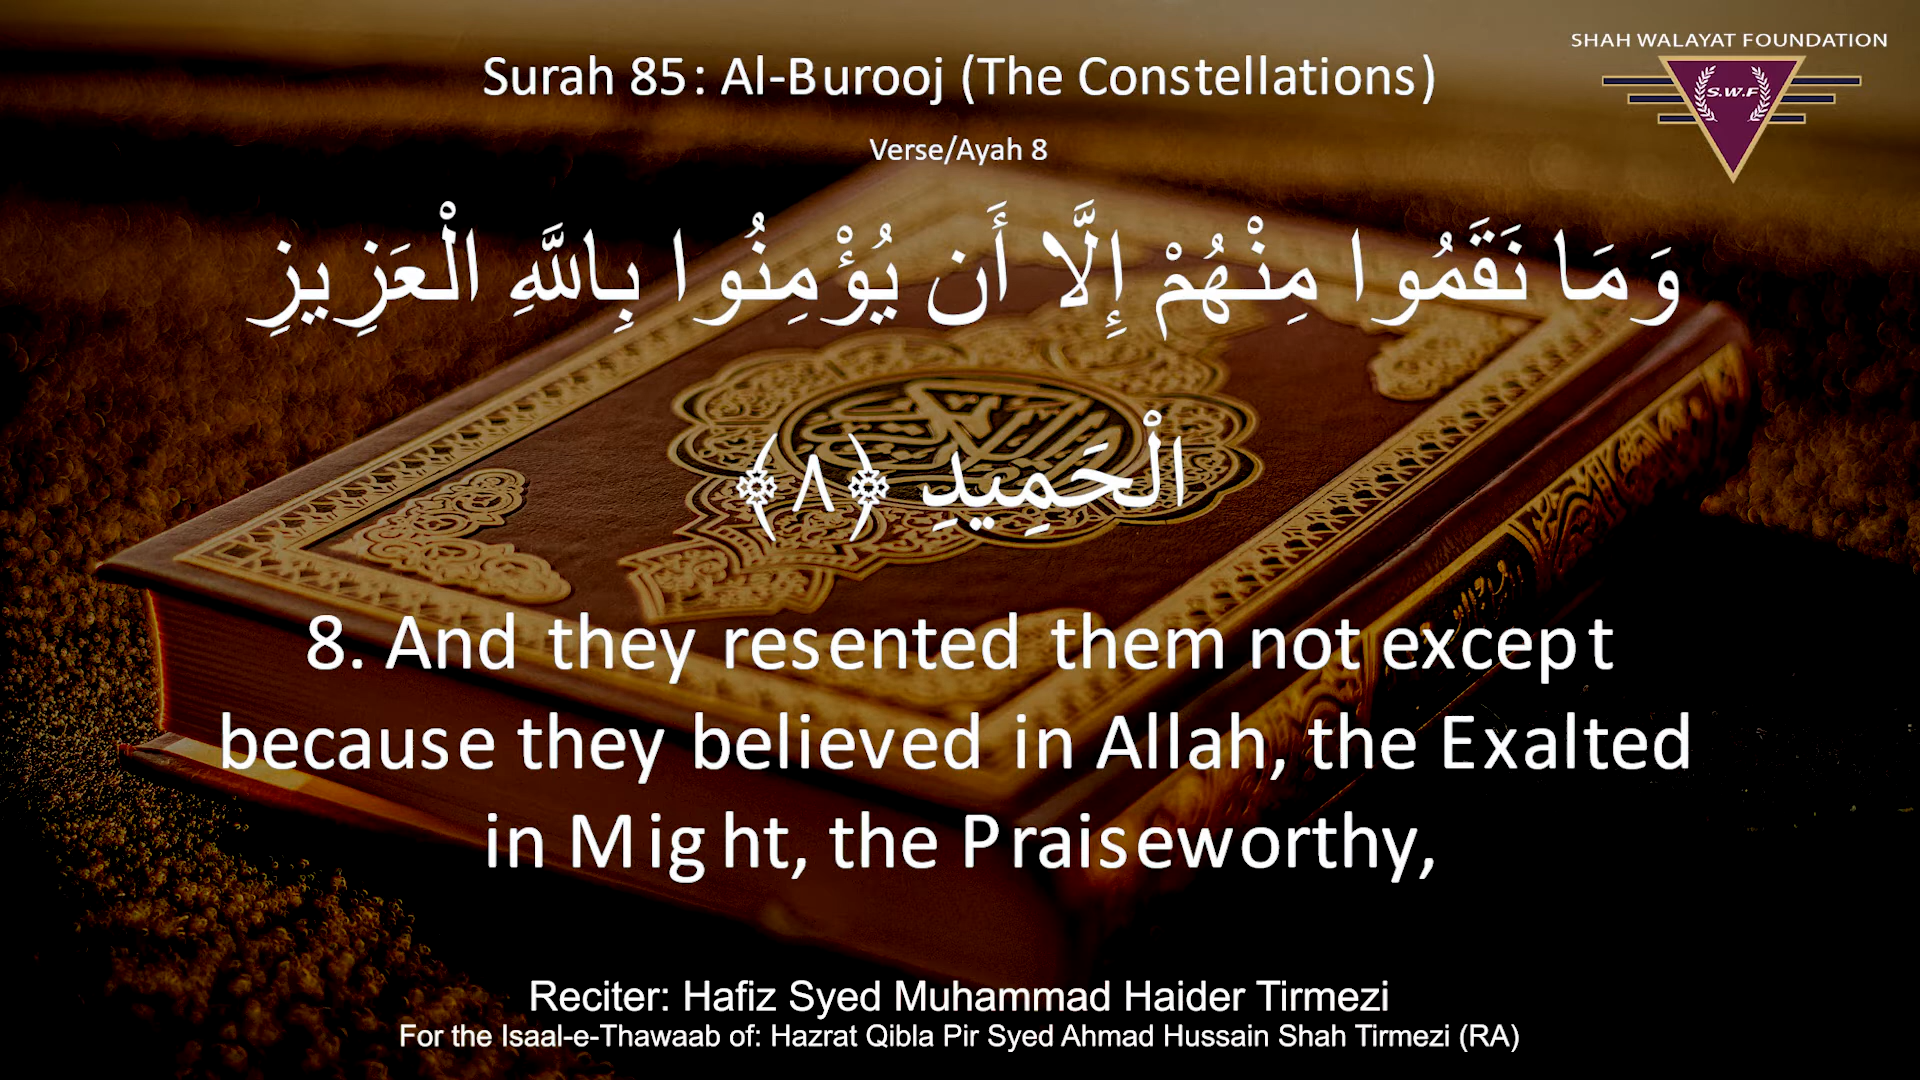 SHAH WALAYAT FOUNDATION
S.W.F
Surah 85: Al-Burooj (The Constellations)
Verse/Ayah 8
وَمَا نَقَمُوا مِنْهُمْ إِلَّا أَن يُؤْمِنُوا بِاللَّهِ الْعَزِيزِ
الْحَمِيدِ ﴿٨﴾
8. And they resented them not except
because they believed in Allah, the Exalted
in Might, the Praiseworthy,
Reciter: Hafiz Syed Muhammad Haider Tirmezi
For the Isaal-e-Thawaab of: Hazrat Qibla Pir Syed Ahmad Hussain Shah Tirmezi (RA)